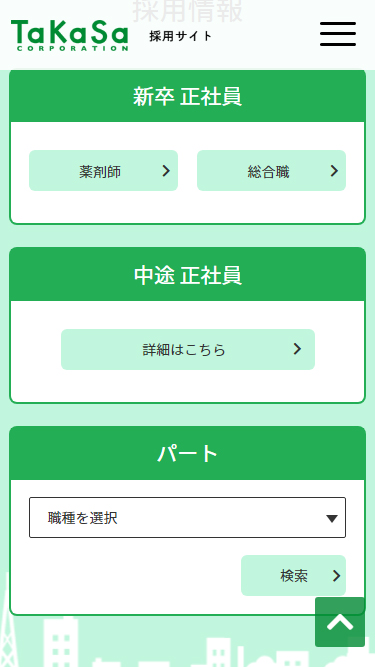 採用情報
TaKaSa
CORPORATION
採用サイト
新卒 正社員
薬剤師
総合職
中途 正社員
詳細はこちら
パート
職種を選択
検索